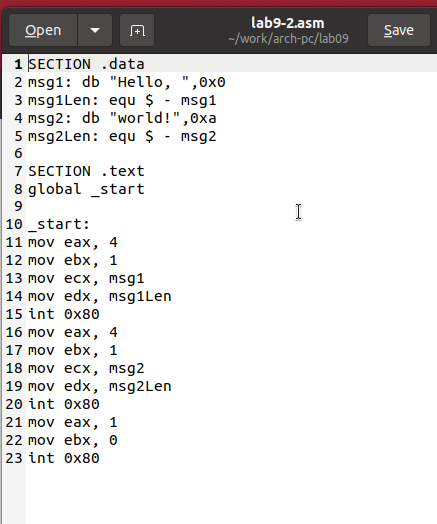 Open
lab9-2.asm
~/work/arch-pc/lab09
Save
1 SECTION .data
2 msg1: db "Hello, ",0x0
3 msg1Len: equ $ - msg1
4 msg2: db "world!",0xa
5 msg2Len: equ $ - msg2
6
7 SECTION .text
8 global _start
9
10 _start:
11 mov eax, 4
12 mov ebx, 1
13 mov ecx, msg1
14 mov edx, msg1Len
15 int 0x80
16 mov eax, 4
17 mov ebx, 1
18 mov ecx, msg2
19 mov edx, msg2Len
20 int 0x80
21 mov eax, 1
22 mov ebx, 0
23 int 0x80